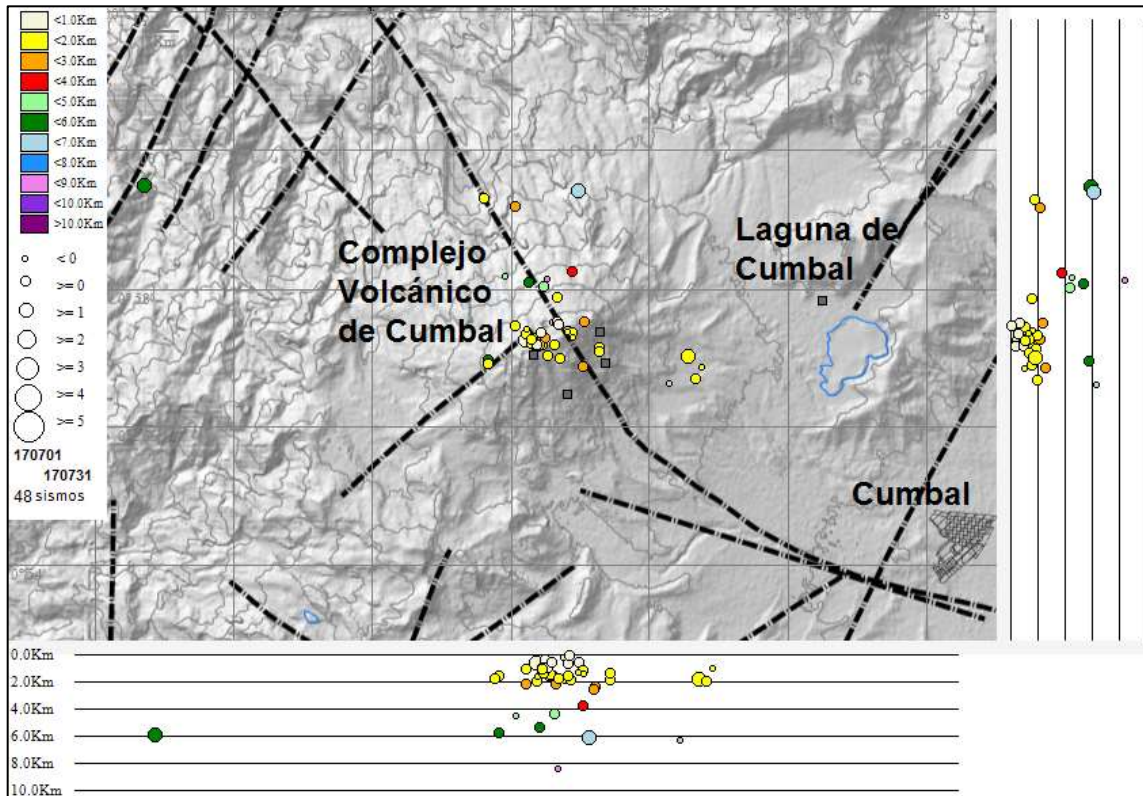 <1.0Km
<2.0Km
<3.0Km
<4.0Km
<5.0Km
<6.0Km
<7.0Km
<8.0Km
<9.0Km
<10.0Km
>10.0Km
< 0
>= 0
>= 1
>= 2
>= 3
>= 4
>= 5
170701
170731
48 sismos
Complejo
Volcánico
de Cumbal
Laguna de
Cumbal
Cumbal
0.0Km
2.0Km
4.0Km
6.0Km
8.0Km
10.0Km